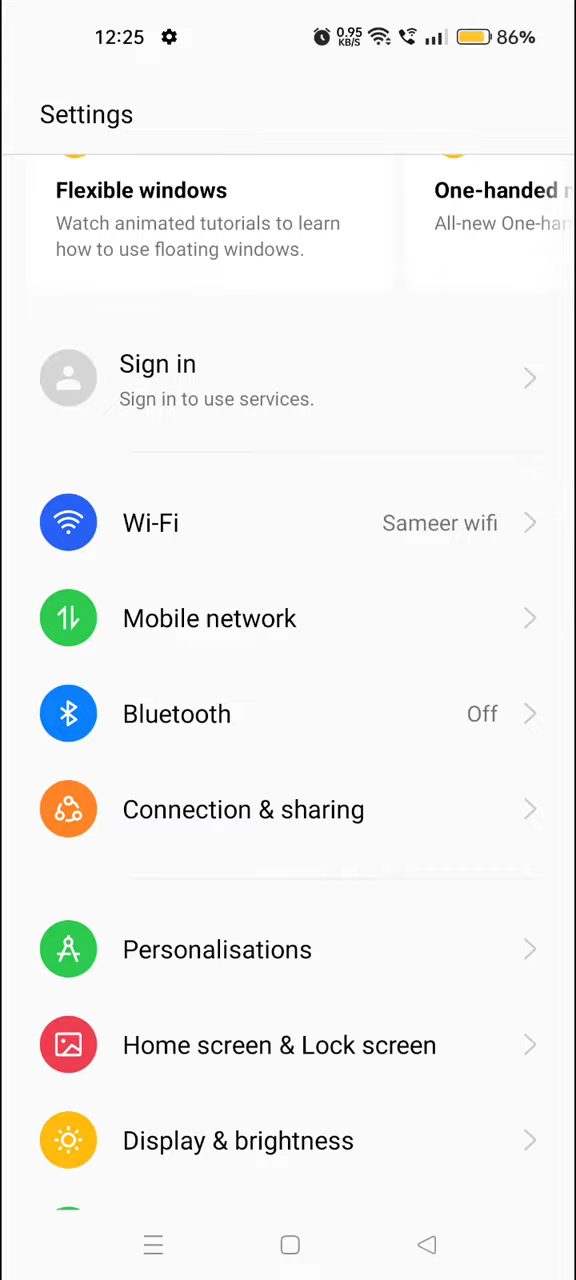 12:25
0.95
KB/S
86%
Settings
Flexible windows
Watch animated tutorials to learn
how to use floating windows.
One-handed
All-new One-han
Sign in
Sign in to use services.
Wi-Fi
Sameer wifi
Mobile network
Bluetooth
Off
Connection & sharing
Personalisations
Home screen & Lock screen
Display & brightness